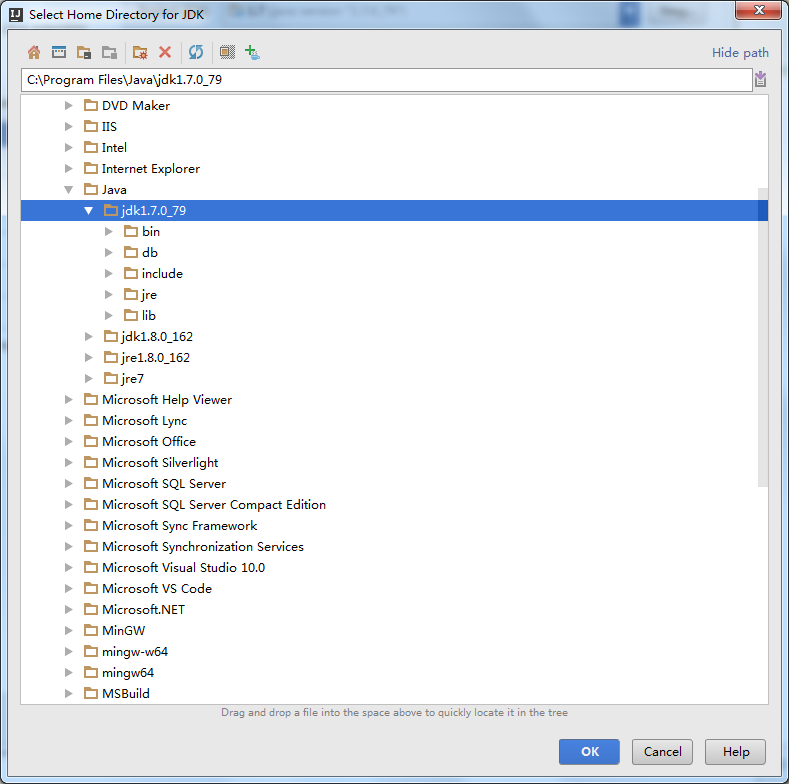 IJ Select Home Directory for JDK
Hide path
C:\Program Files\Java\jdk1.7.0_79
DVD Maker
IIS
Intel
Internet Explorer
Java
jdk1.7.0_79
bin
db
include
jre
lib
jdk1.8.0_162
jre1.8.0_162
jre7
Microsoft Help Viewer
Microsoft Lync
Microsoft Office
Microsoft Silverlight
Microsoft SQL Server
Microsoft SQL Server Compact Edition
Microsoft Sync Framework
Microsoft Synchronization Services
Microsoft Visual Studio 10.0
Microsoft VS Code
Microsoft.NET
MinGW
mingw-w64
mingw64
MSBuild
Drag and drop a file into the space above to quickly locate it in the tree
OK Cancel Help